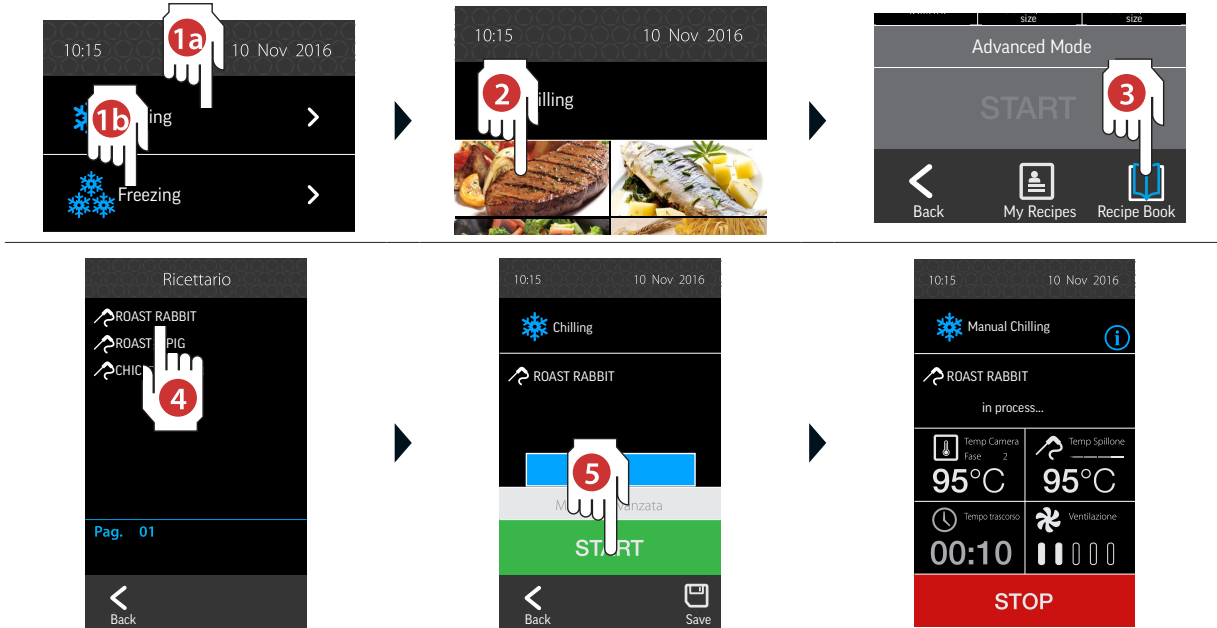 10:15 10 Nov 2016
1a
1b
Freezing
10:15 10 Nov 2016
2
size size
Advanced Mode
START
3
Back My Recipes Recipe Book
Ricettario
ROAST RABBIT
ROAST PIG
4
Pag. 01
Back
10:15 10 Nov 2016
Chilling
ROAST RABBIT
5
START
Back Save
10:15 10 Nov 2016
Manual Chilling
i
ROAST RABBIT
in process...
Temp Camera
Fase 2
95°C
Temp Spillone
95°C
Tempo trascorso
00:10
Ventilazione
STOP